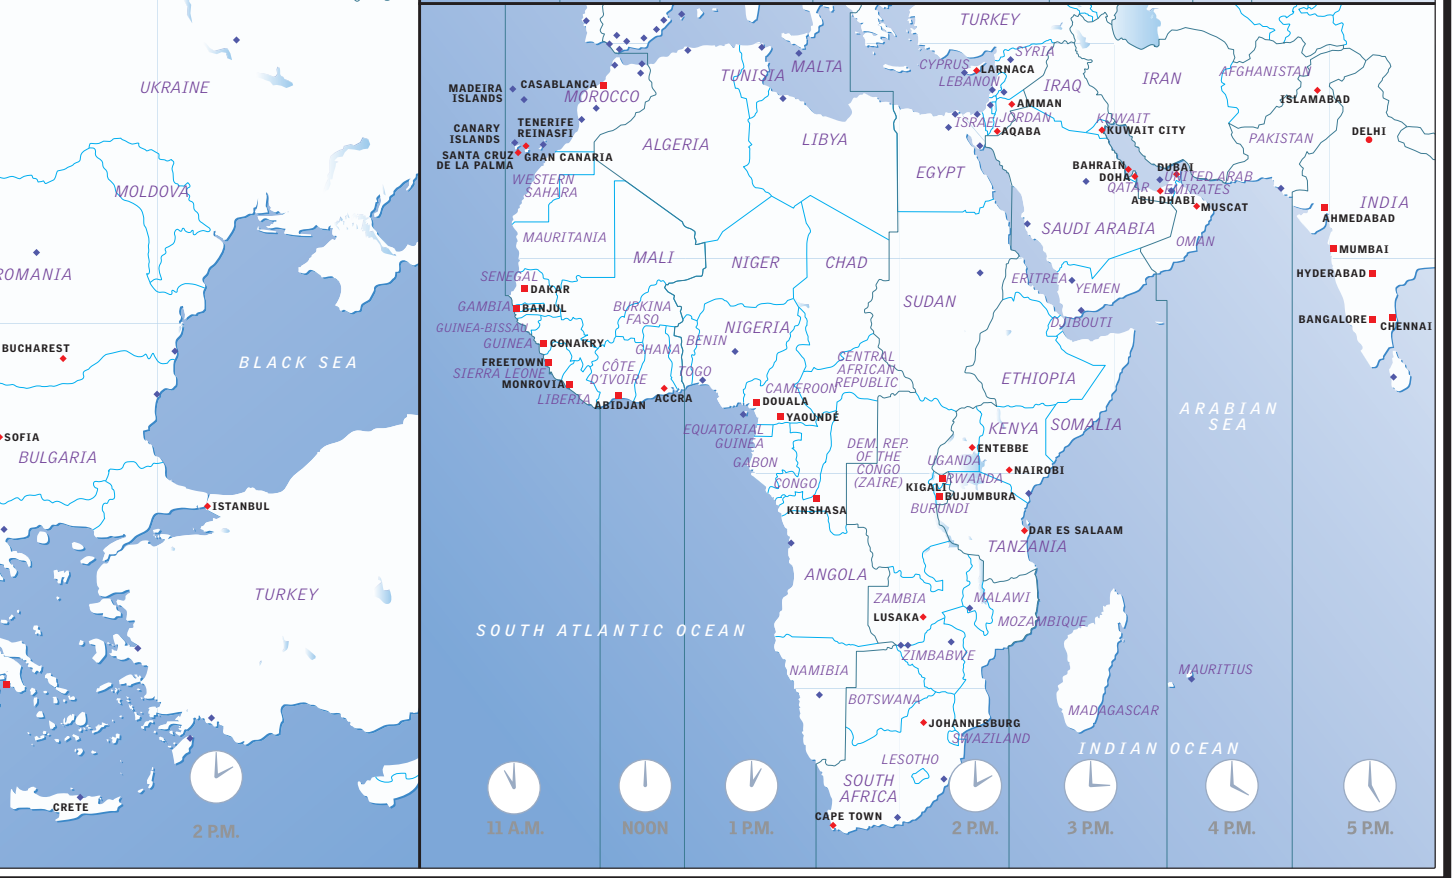 UKRAINE
MOLDOVA
ROMANIA
BUCHAREST
BLACK SEA
SOFIA
BULGARIA
ISTANBUL
TURKEY
CRETE
2 P.M.
TURKEY
SYRIA
CYPRUS
LARNACA
LEBANON
IRAQ
IRAN
AFGHANISTAN
ISLAMABAD
MALTA
TUNISIA
MADEIRA
ISLANDS
CASABLANCA
MOROCCO
AMMAN
ISRAEL
JORDAN
AQABA
KUWAIT
KUWAIT CITY
PAKISTAN
DELHI
CANARY
ISLANDS
TENERIFE
REINASFI
SANTA CRUZ
DE LA PALMA
GRAN CANARIA
ALGERIA
LIBYA
EGYPT
BAHRAIN
DOHA
QATAR
DUBAI
UNITED ARAB
EMIRATES
ABU DHABI
MUSCAT
INDIA
AHMEDABAD
WESTERN
SAHARA
MAURITANIA
MALI
NIGER
CHAD
SAUDI ARABIA
OMAN
MUMBAI
HYDERABAD
SENEGAL
DAKAR
GAMBIA
BANJUL
BURKINA
FASO
SUDAN
ERITREA
YEMEN
DJIBOUTI
BANGALORE
CHENNAI
GUINEA-BISSAU
GUINEA
CONAKRY
NIGERIA
BENIN
GHANA
TOGO
FREETOWN
SIERRA LEONE
CÔTE
D'IVOIRE
MONROVIA
LIBERIA
ABIDJAN
ACCRA
CENTRAL
AFRICAN
REPUBLIC
CAMEROON
DOUALA
YAOUNDE
ETHIOPIA
ARABIAN
SEA
EQUATORIAL
GUINEA
GABON
CONGO
KINSHASA
DEM. REP.
OF THE
CONGO
(ZAIRE)
KENYA
SOMALIA
ENTEBBE
UGANDA
NAIROBI
RWANDA
KIGALI
BUJUMBURA
BURUNDI
DAR ES SALAAM
TANZANIA
ANGOLA
ZAMBIA
LUSAKA
MALAWI
MOZAMBIQUE
SOUTH ATLANTIC OCEAN
ZIMBABWE
NAMIBIA
BOTSWANA
MAURITIUS
MADAGASCAR
JOHANNESBURG
SWAZILAND
INDIAN OCEAN
LESOTHO
SOUTH
AFRICA
CAPE TOWN
11 A.M.
NOON
1 P.M.
2 P.M.
3 P.M.
4 P.M.
5 P.M.